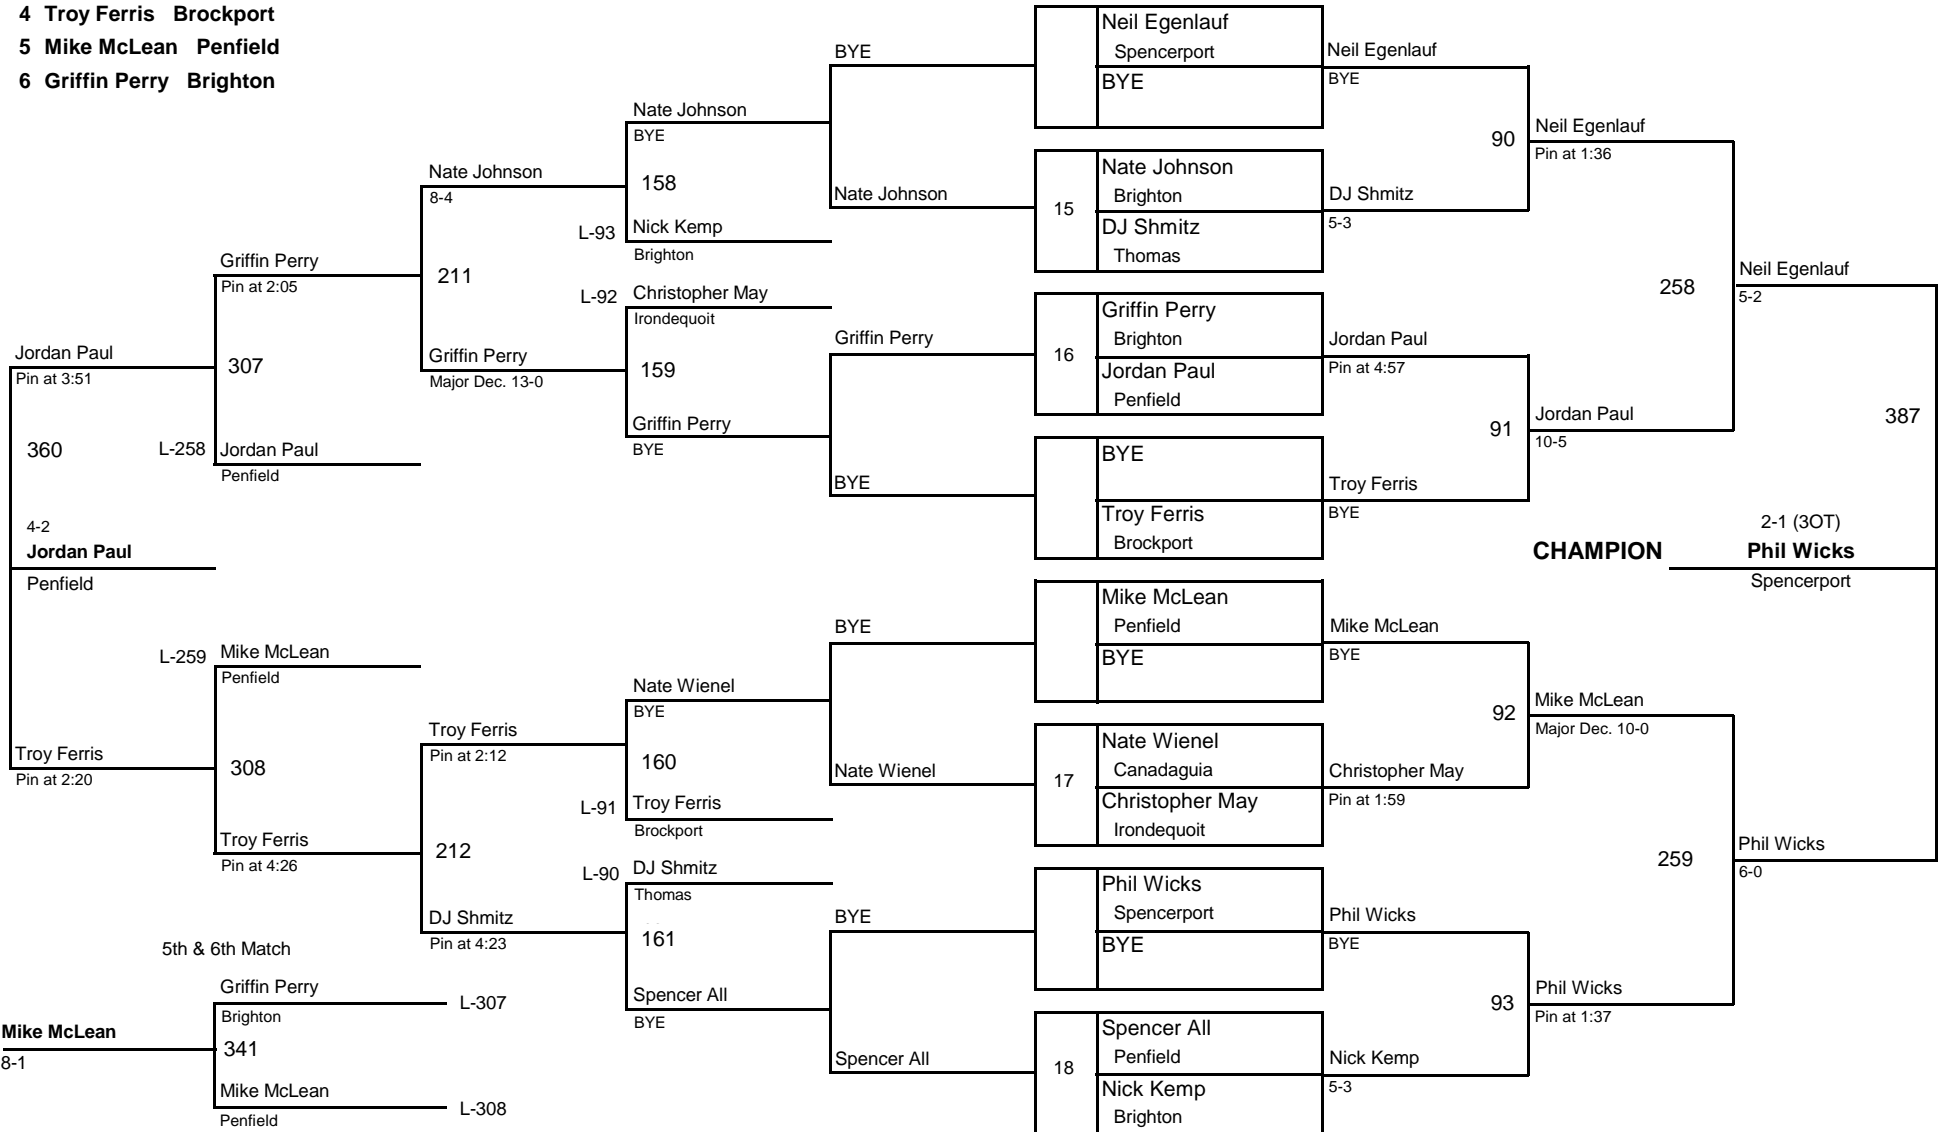 4 Troy Ferris Brockport
5 Mike McLean Penfield
6 Griffin Perry Brighton
Jordan Paul
Pin at 3:51
360
4-2
Jordan Paul
Penfield
Troy Ferris
Pin at 2:20
5th & 6th Match
Mike McLean
8-1
Griffin Perry
Pin at 2:05
307
L-258
Jordan Paul
Penfield
L-259
Mike McLean
Penfield
308
Troy Ferris
Pin at 4:26
Griffin Perry
L-307
Brighton
341
Mike McLean
L-308
Penfield
Nate Johnson
8-4
211
Griffin Perry
Major Dec. 13-0
Troy Ferris
Pin at 2:12
212
DJ Shmitz
Pin at 4:23
Nate Johnson
BYE
158
L-93
Nick Kemp
Brighton
L-92
Christopher May
Irondequoit
159
Griffin Perry
BYE
Nate Wienel
BYE
160
L-91
Troy Ferris
Brockport
L-90
DJ Shmitz
Thomas
161
Spencer All
BYE
BYE
Nate Johnson
Griffin Perry
BYE
BYE
Nate Wienel
BYE
Spencer All
Neil Egenlauf
Spencerport
BYE
15
Nate Johnson
Brighton
DJ Shmitz
Thomas
16
Griffin Perry
Brighton
Jordan Paul
Penfield
BYE
Troy Ferris
Brockport
Mike McLean
Penfield
BYE
17
Nate Wienel
Canadaguia
Christopher May
Irondequoit
Phil Wicks
Spencerport
BYE
18
Spencer All
Penfield
Nick Kemp
Brighton
Neil Egenlauf
BYE
90
DJ Shmitz
5-3
Jordan Paul
Pin at 4:57
91
Troy Ferris
BYE
Mike McLean
BYE
92
Christopher May
Pin at 1:59
Phil Wicks
BYE
93
Nick Kemp
5-3
Neil Egenlauf
Pin at 1:36
258
Jordan Paul
10-5
Mike McLean
Major Dec. 10-0
259
Phil Wicks
Pin at 1:37
Neil Egenlauf
5-2
387
2-1 (3OT)
CHAMPION
Phil Wicks
Spencerport
Phil Wicks
6-0